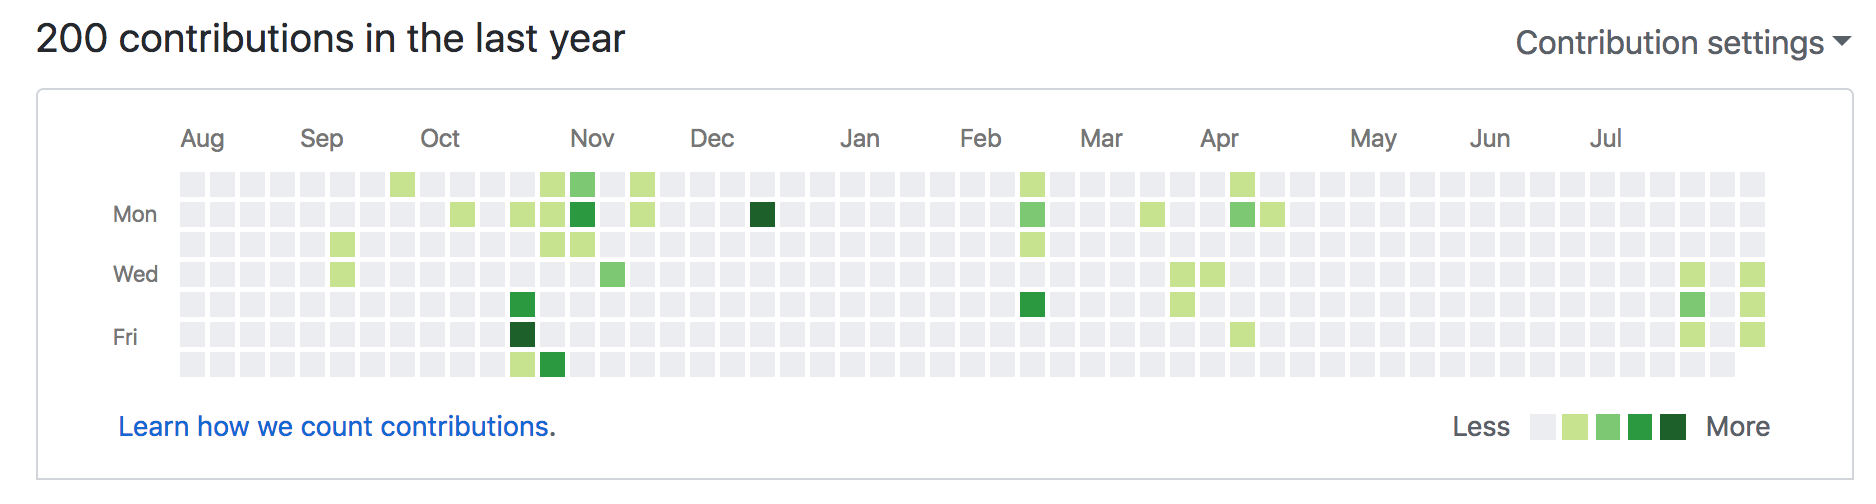 200 contributions in the last year
Contribution settings
Aug Sep Oct Nov Dec Jan Feb Mar Apr May Jun Jul
Mon
Wed
Fri
Learn how we count contributions.
Less More